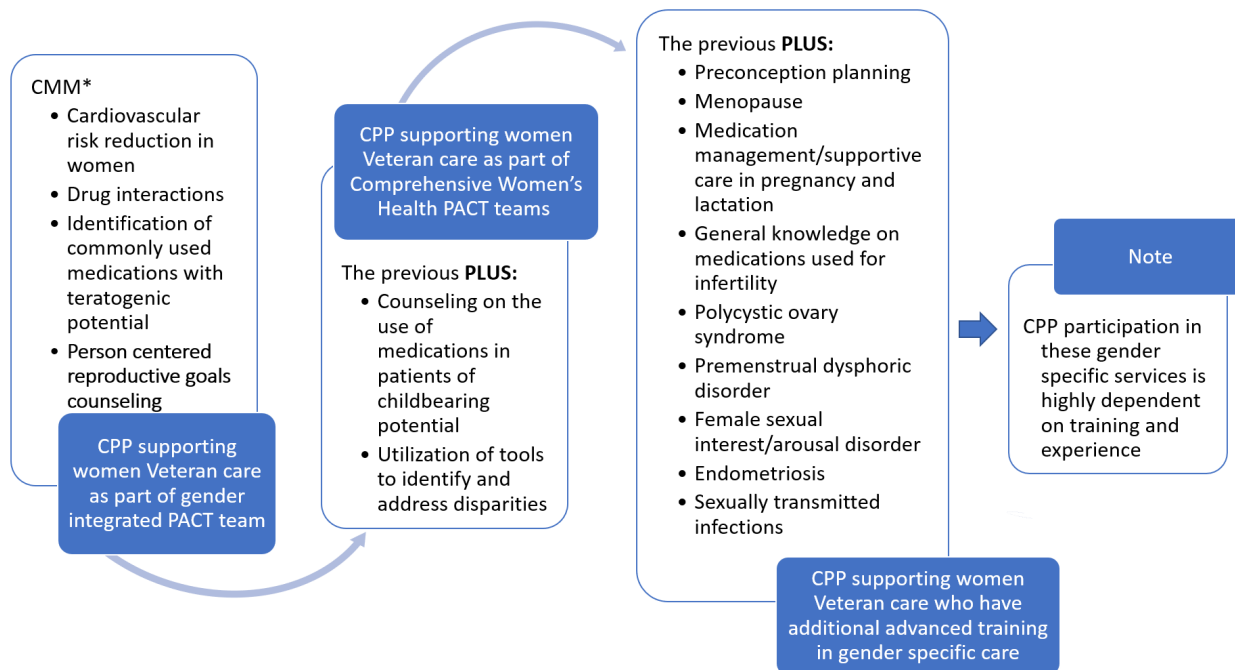 CMM*
• Cardiovascular
risk reduction in
women
• Drug interactions
• Identification of
commonly used
medications with
teratogenic
potential
• Person centered
reproductive goals
counseling
CPP supporting
women Veteran care
as part of gender
integrated PACT team
CPP supporting women
Veteran care as part of
Comprehensive Women's
Health PACT teams
The previous PLUS:
• Counseling on the
use of
medications in
patients of
childbearing
potential
• Utilization of tools
to identify and
address disparities
The previous PLUS:
• Preconception planning
• Menopause
• Medication
management/supportive
care in pregnancy and
lactation
• General knowledge on
medications used for
infertility
• Polycystic ovary
syndrome
• Premenstrual dysphoric
disorder
• Female sexual
interest/arousal disorder
• Endometriosis
• Sexually transmitted
infections
CPP supporting women
Veteran care who have
additional advanced training
in gender specific care
Note
CPP participation in
these gender
specific services is
highly dependent
on training and
experience